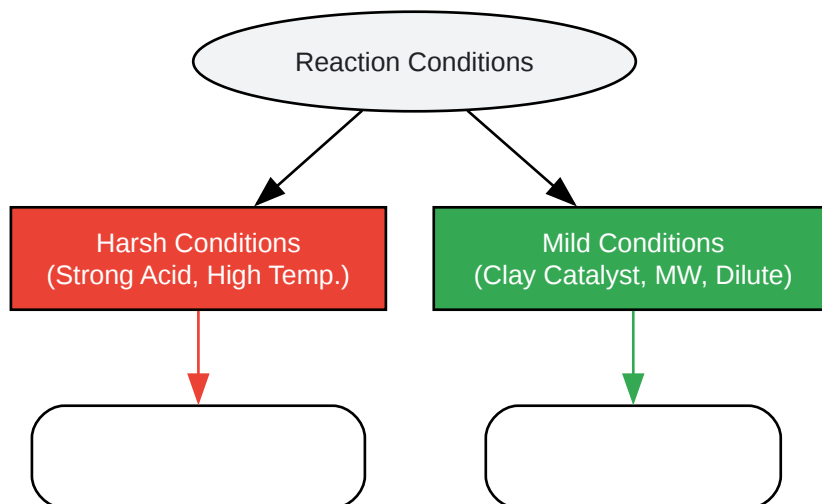 Reaction Conditions
Harsh Conditions
(Strong Acid, High Temp.)
Mild Conditions
(Clay Catalyst, MW, Dilute)